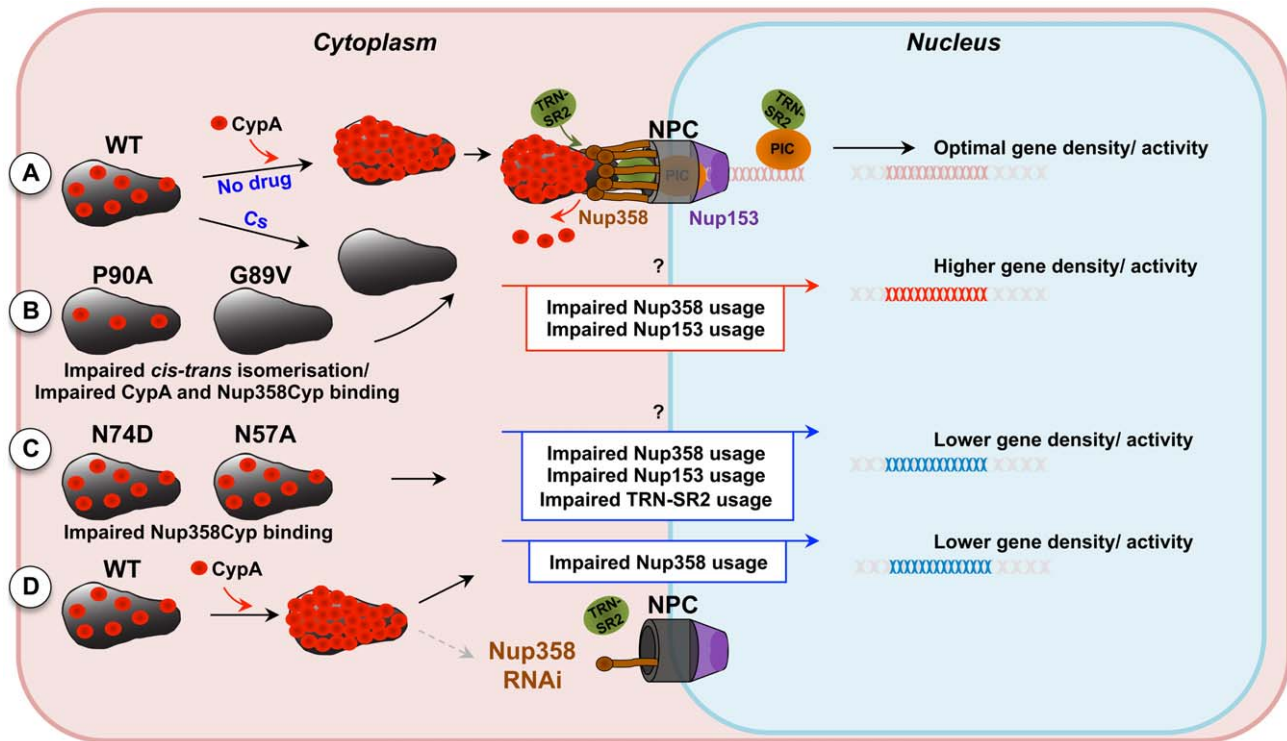 Cytoplasm
Nucleus
A
WT
CypA
No drug
Cs
TRN-
SR2
NPC
PIC
Nup358
Nup153
TRN-
SR2
PIC
Optimal gene density/ activity
B
P90A
G89V
Impaired cis-trans isomerisation/
Impaired CypA and Nup358Cyp binding
?
Impaired Nup358 usage
Impaired Nup153 usage
Higher gene density/ activity
C
N74D
N57A
Impaired Nup358Cyp binding
?
Impaired Nup358 usage
Impaired Nup153 usage
Impaired TRN-SR2 usage
Lower gene density/ activity
D
WT
CypA
Impaired Nup358 usage
Lower gene density/ activity
Nup358
RNAi
TRN-
SR2
NPC